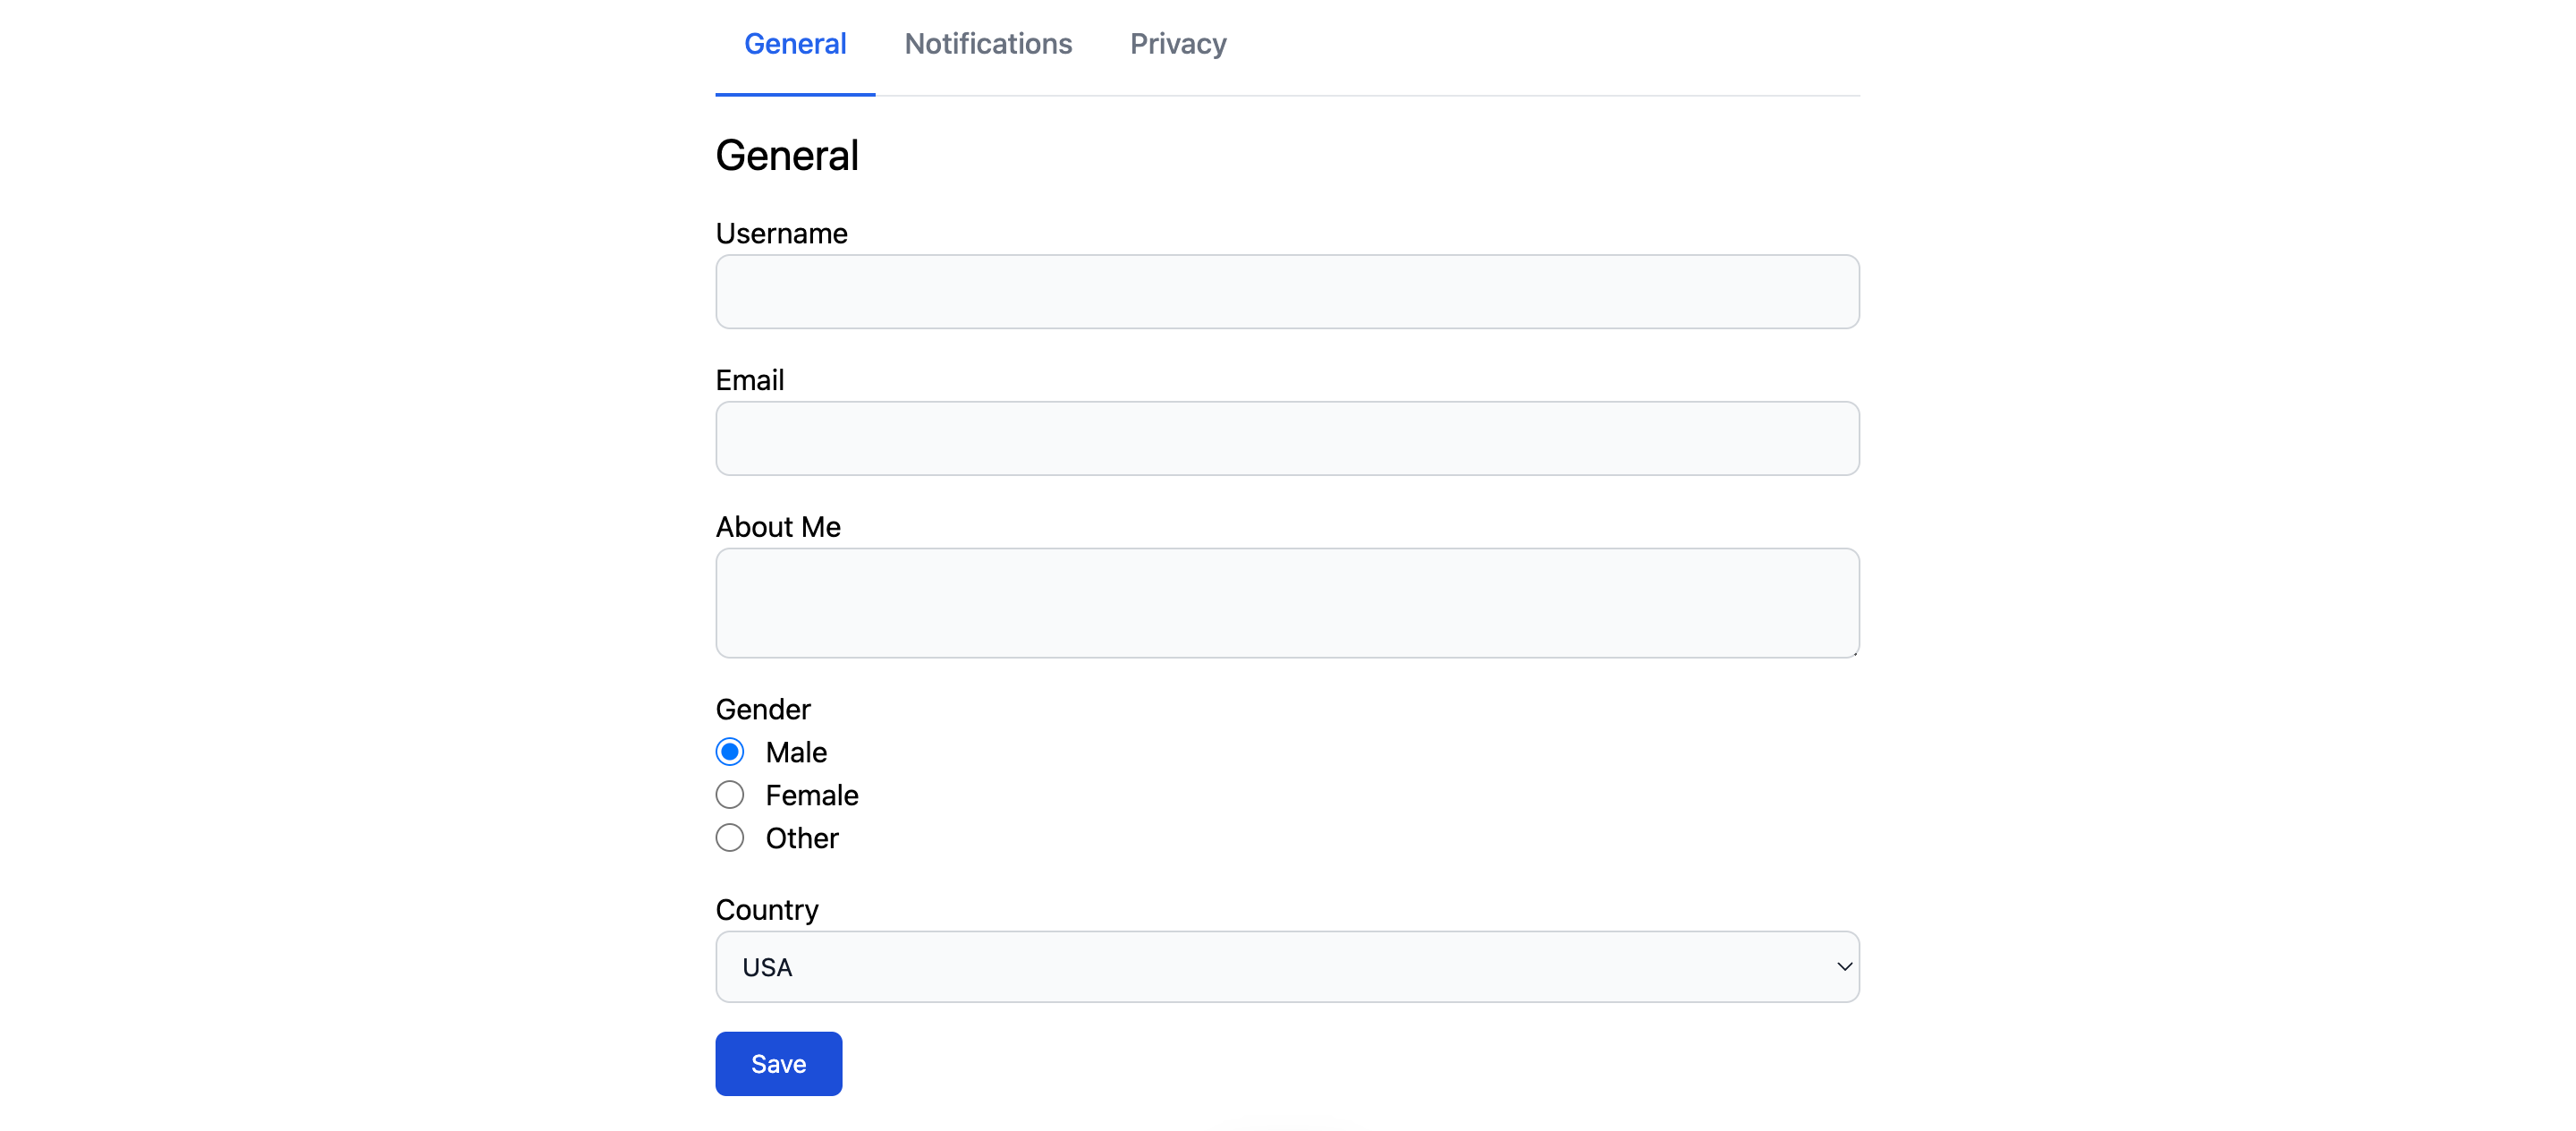 General Notifications Privacy
General
Username
Email
About Me
Gender
Male
Female
Other
Country
USA
Save